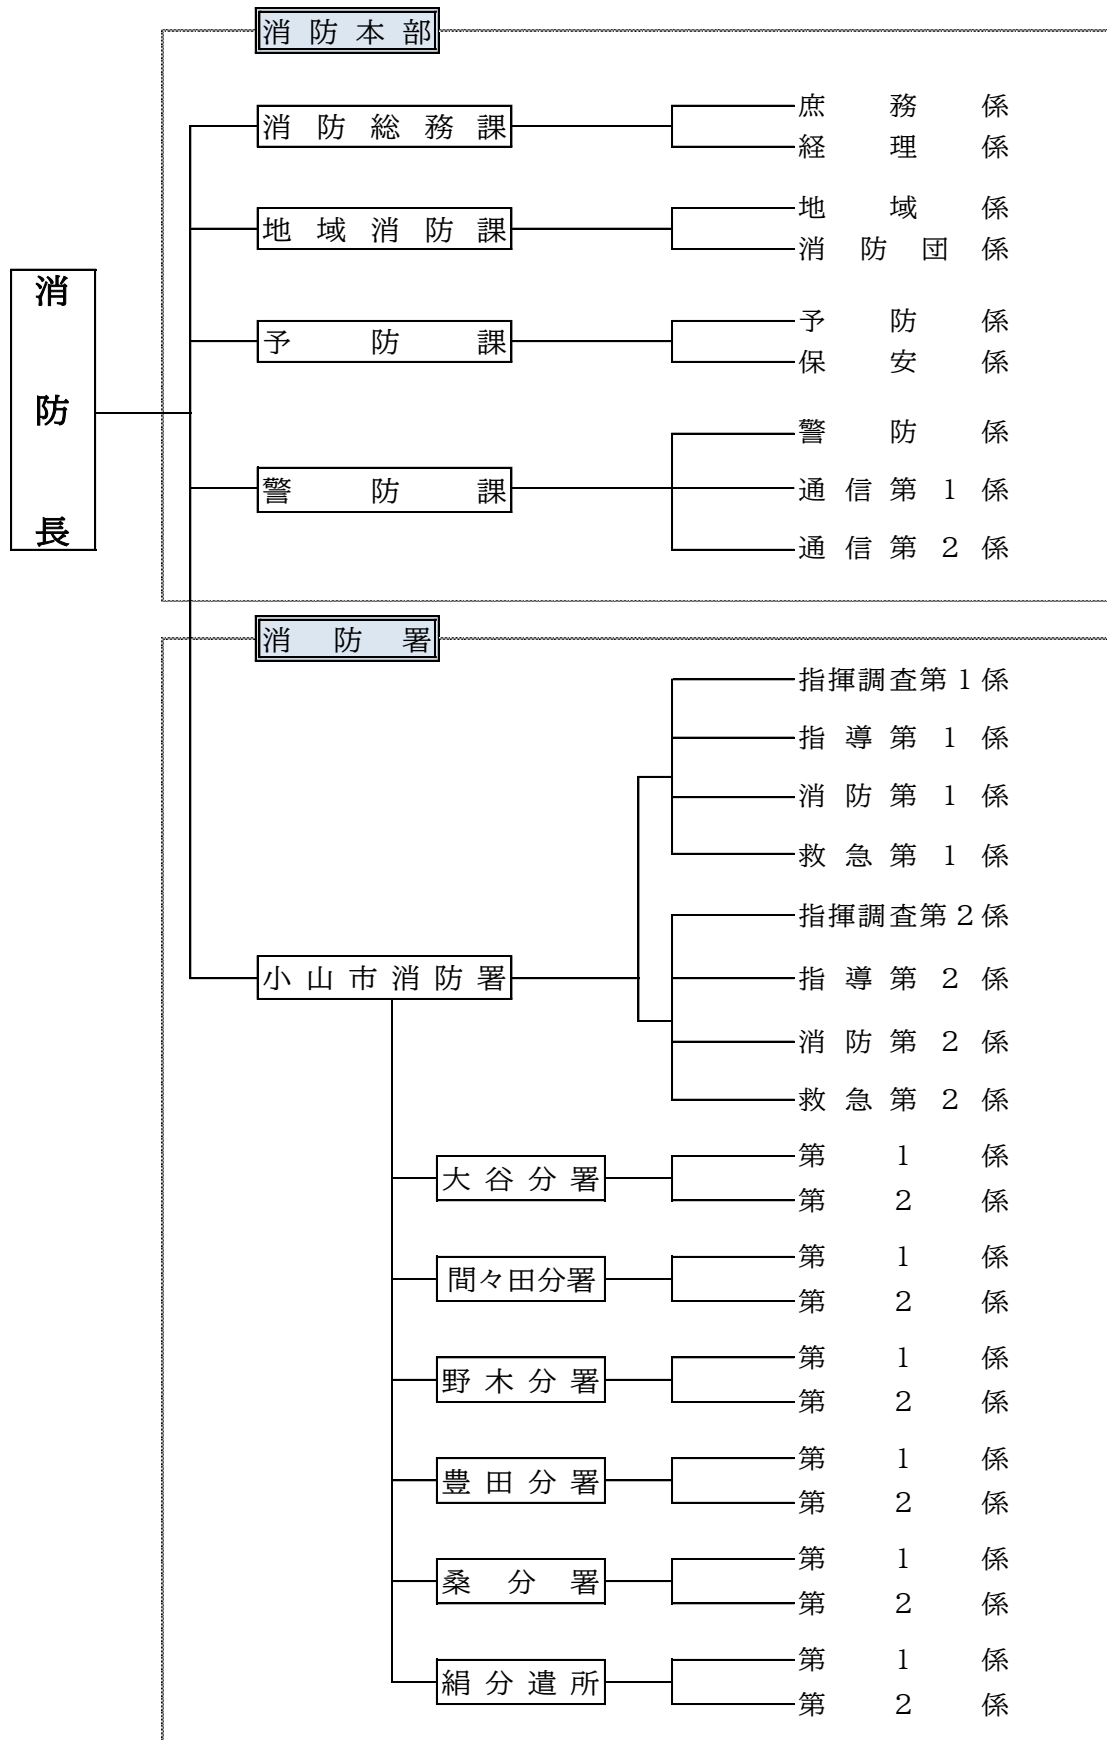 消防本部
消防総務課
庶務係
経理係
地域消防課
地域係
消防団係
消防長
予防課
予防係
保安係
警防課
警防係
通信第1係
通信第2係
消防署
指揮調査第1係
指導第1係
消防第1係
救急第1係
小山市消防署
指揮調査第2係
指導第2係
消防第2係
救急第2係
大谷分署
第1係
第2係
間々田分署
第1係
第2係
野木分署
第1係
第2係
豊田分署
第1係
第2係
桑分署
第1係
第2係
絹分遣所
第1係
第2係